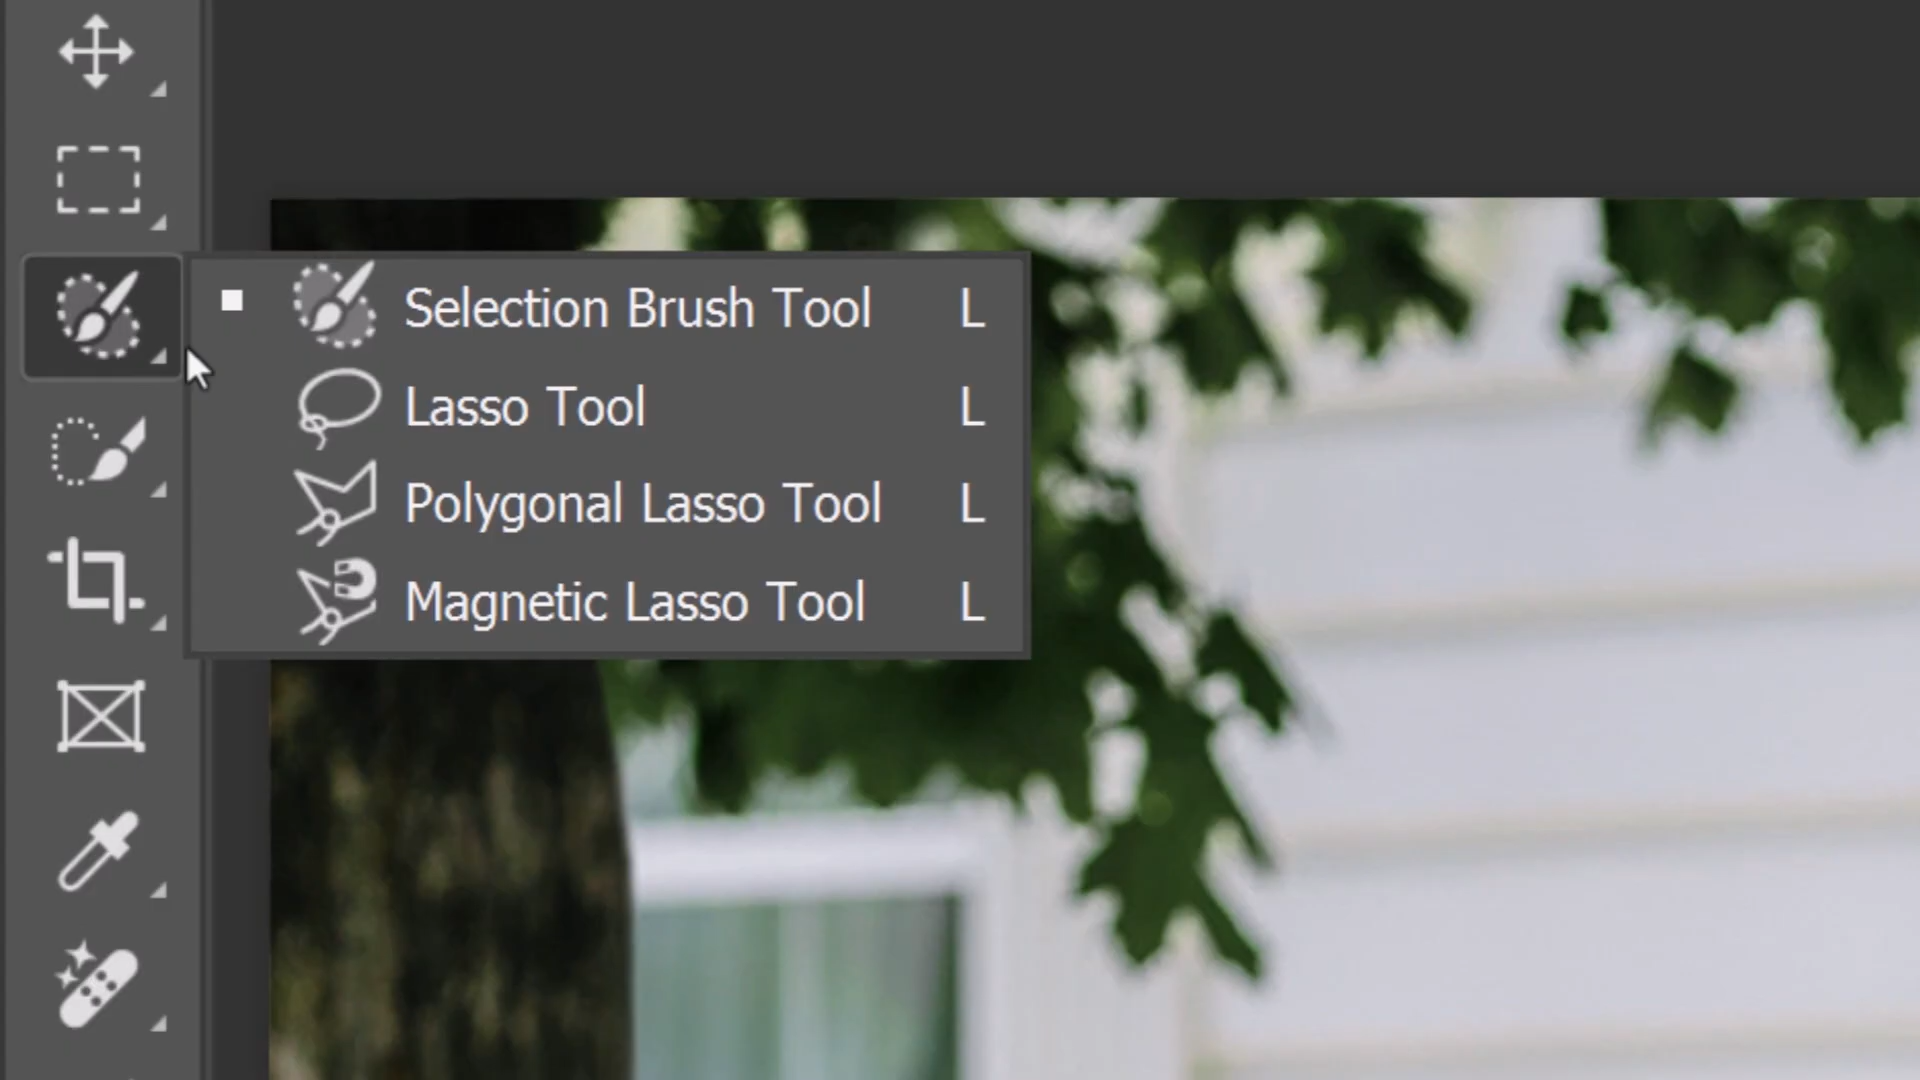 Selection Brush Tool L
Lasso Tool L
Polygonal Lasso Tool L
Magnetic Lasso Tool L